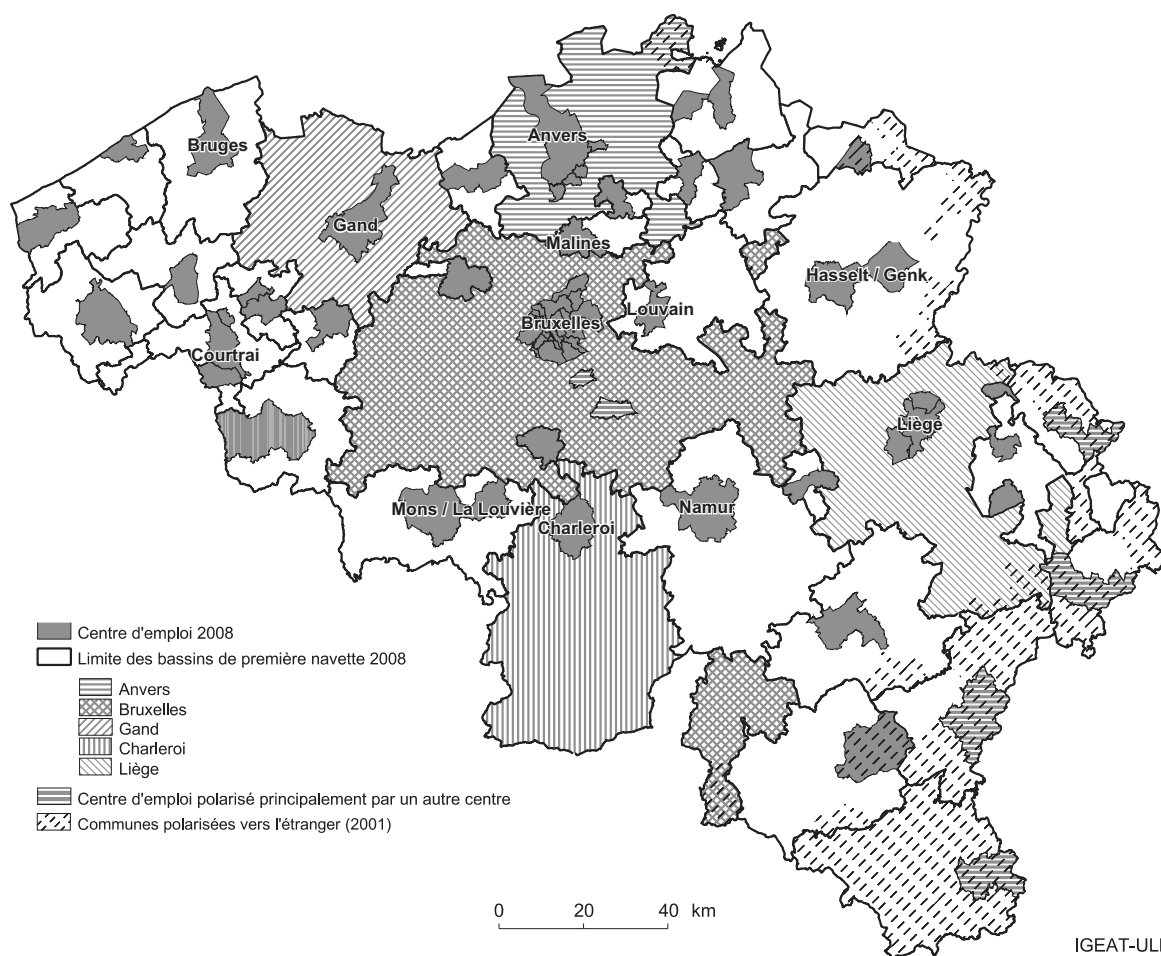 Bruges
Anvers
Gand
Malines
Hasselt / Genk
Louvain
Bruxelles
Courtrai
Liège
Mons / La Louvière
Namur
Charleroi
Centre d'emploi 2008
Limite des bassins de première navette 2008
Anvers
Bruxelles
Gand
Charleroi
Liège
Centre d'emploi polarisé principalement par un autre centre
Communes polarisées vers l'étranger (2001)
0 20 40 km